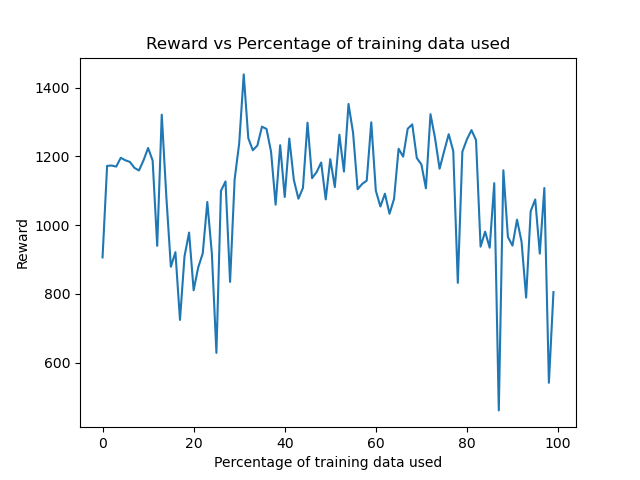 Reward vs Percentage of training data used
1400
1200
1000
800
600
Reward
0 20 40 60 80 100
Percentage of training data used